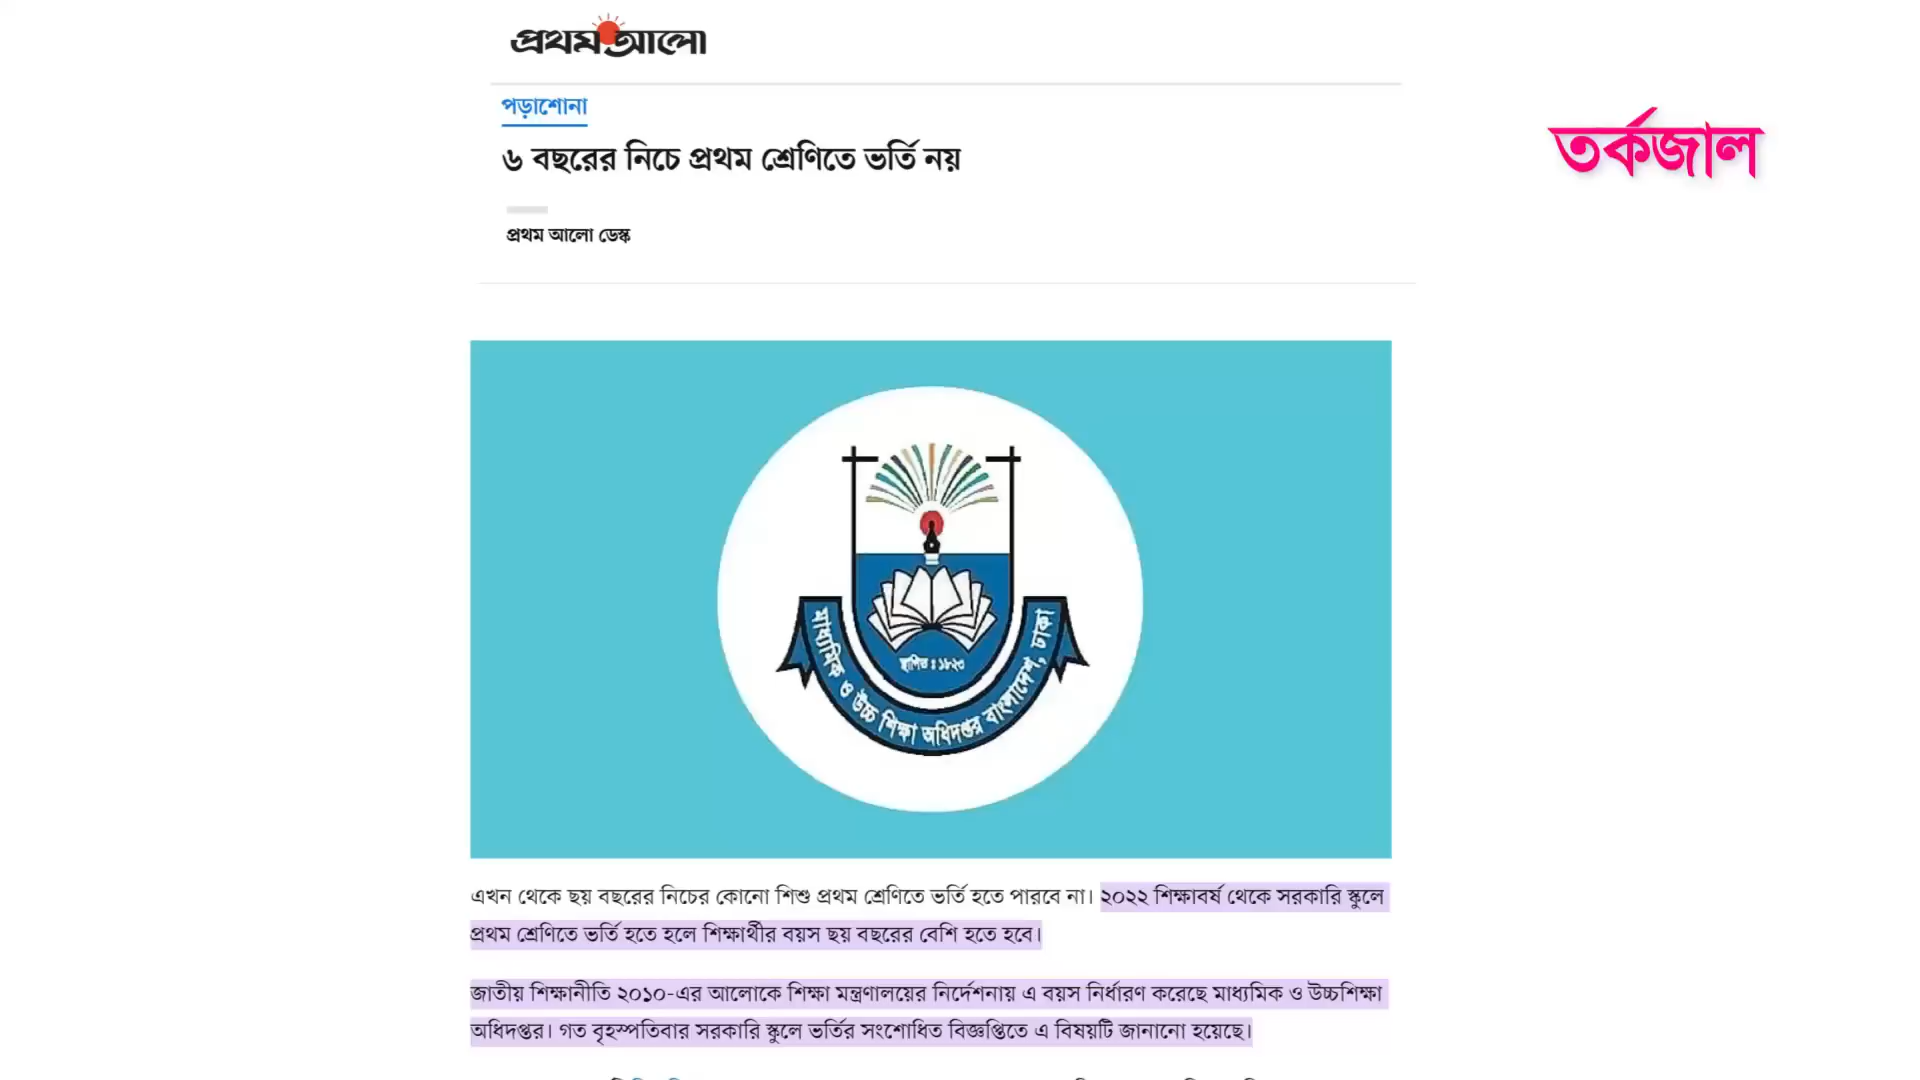 প্রথম আলো
পড়াশোনা
৬ বছরের নিচে প্রথম শ্রেণিতে ভর্তি নয়
তর্কজাল
প্রথম আলো ডেস্ক
স্থাপিত : ১৮২৩
মাধ্যমিক ও উচ্চ শিক্ষা অধিদপ্তর বাংলাদেশ, ঢাকা
এখন থেকে ছয় বছরের নিচের কোনো শিশু প্রথম শ্রেণিতে ভর্তি হতে পারবে না। ২০২২ শিক্ষাবর্ষ থেকে সরকারি স্কুলে
প্রথম শ্রেণিতে ভর্তি হতে হলে শিক্ষার্থীর বয়স ছয় বছরের বেশি হতে হবে।
জাতীয় শিক্ষানীতি ২০১০-এর আলোকে শিক্ষা মন্ত্রণালয়ের নির্দেশনায় এ বয়স নির্ধারণ করেছে মাধ্যমিক ও উচ্চশিক্ষা
অধিদপ্তর। গত বৃহস্পতিবার সরকারি স্কুলে ভর্তির সংশোধিত বিজ্ঞপ্তিতে এ বিষয়টি জানানো হয়েছে।